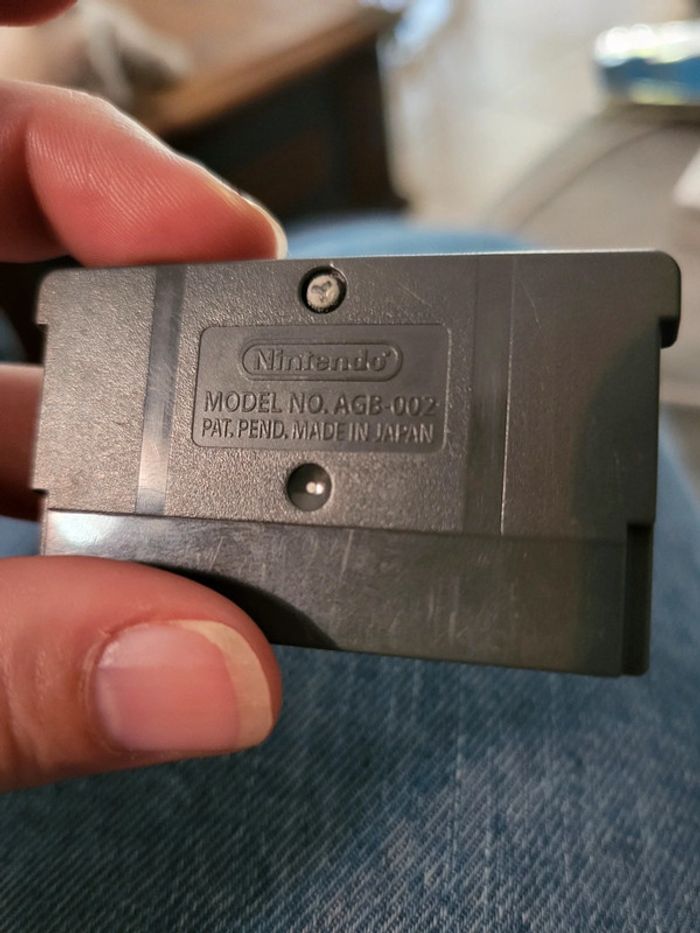 Nintendo
MODEL NO. AGB-002
PAT. PEND. MADE IN JAPAN